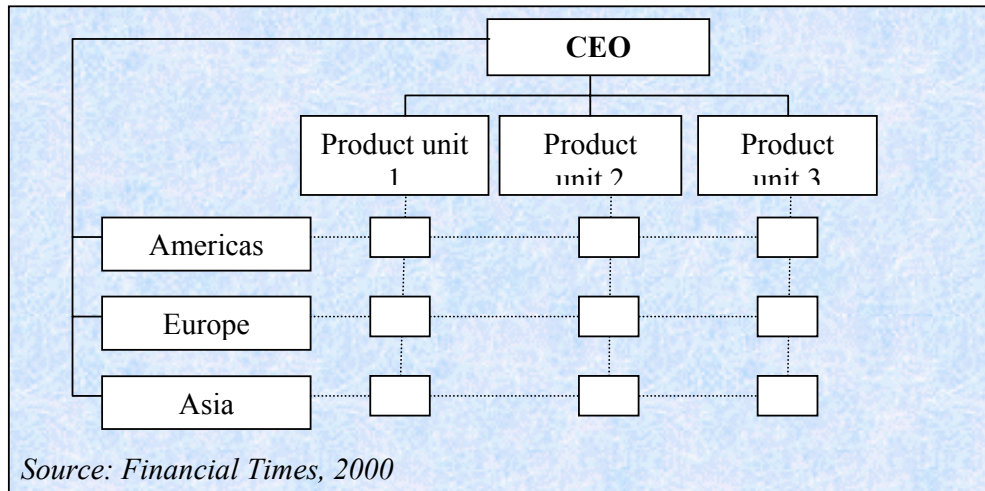 CEO
Product unit
1
Product
unit 2
Product
unit 3
Americas
Europe
Asia
Source: Financial Times, 2000